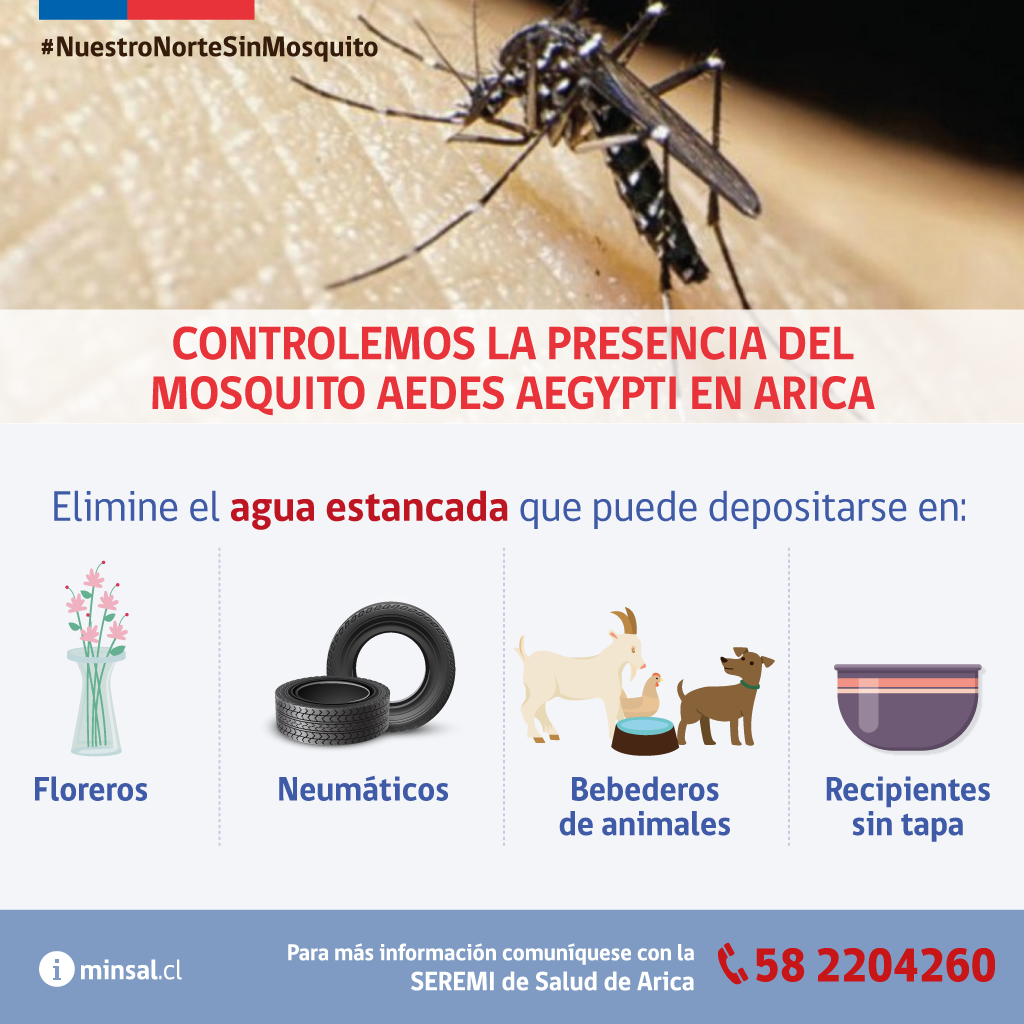 #NuestroNorteSinMosquito
CONTROLEMOS LA PRESENCIA DEL
MOSQUITO AEDES AEGYPTI EN ARICA
Elimine el agua estancada que puede depositarse en:
Floreros
Neumáticos
Bebederos
de animales
Recipientes
sin tapa
i minsal.cl
Para más información comuníquese con la
SEREMI de Salud de Arica
58 2204260